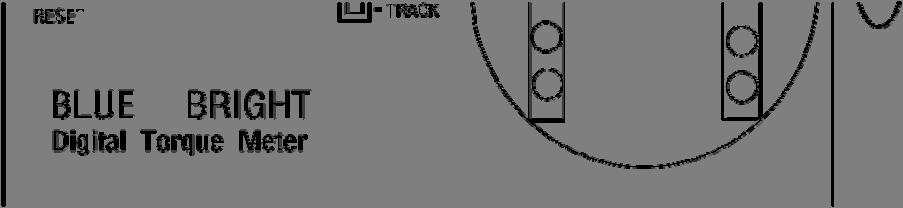 RESET
- TRACK
BLUE BRIGHT
Digital Torque Meter